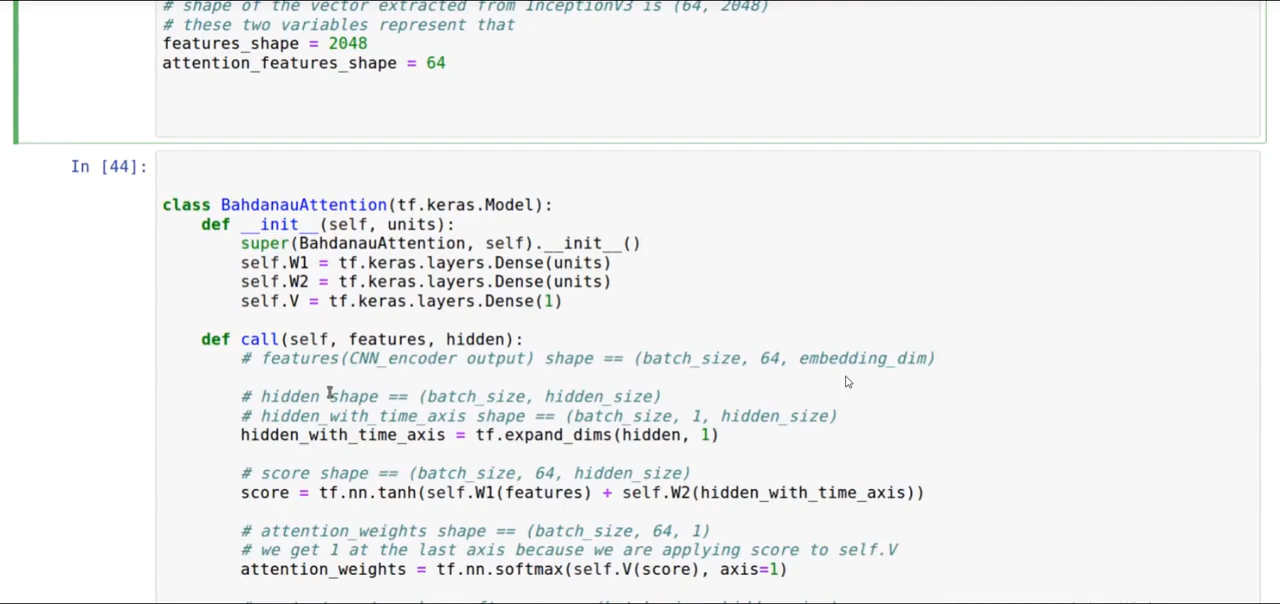 # shape of the vector extracted from InceptionV3 is (64, 2048)
# these two variables represent that
features_shape = 2048
attention_features_shape = 64
In [44]:
class BahdanauAttention(tf.keras.Model):
    def __init__(self, units):
        super(BahdanauAttention, self).__init__()
        self.W1 = tf.keras.layers.Dense(units)
        self.W2 = tf.keras.layers.Dense(units)
        self.V = tf.keras.layers.Dense(1)
    def call(self, features, hidden):
        # features(CNN_encoder output) shape == (batch_size, 64, embedding_dim)
        # hidden shape == (batch_size, hidden_size)
        # hidden_with_time_axis shape == (batch_size, 1, hidden_size)
        hidden_with_time_axis = tf.expand_dims(hidden, 1)
        # score shape == (batch_size, 64, hidden_size)
        score = tf.nn.tanh(self.W1(features) + self.W2(hidden_with_time_axis))
        # attention_weights shape == (batch_size, 64, 1)
        # we get 1 at the last axis because we are applying score to self.V
        attention_weights = tf.nn.softmax(self.V(score), axis=1)